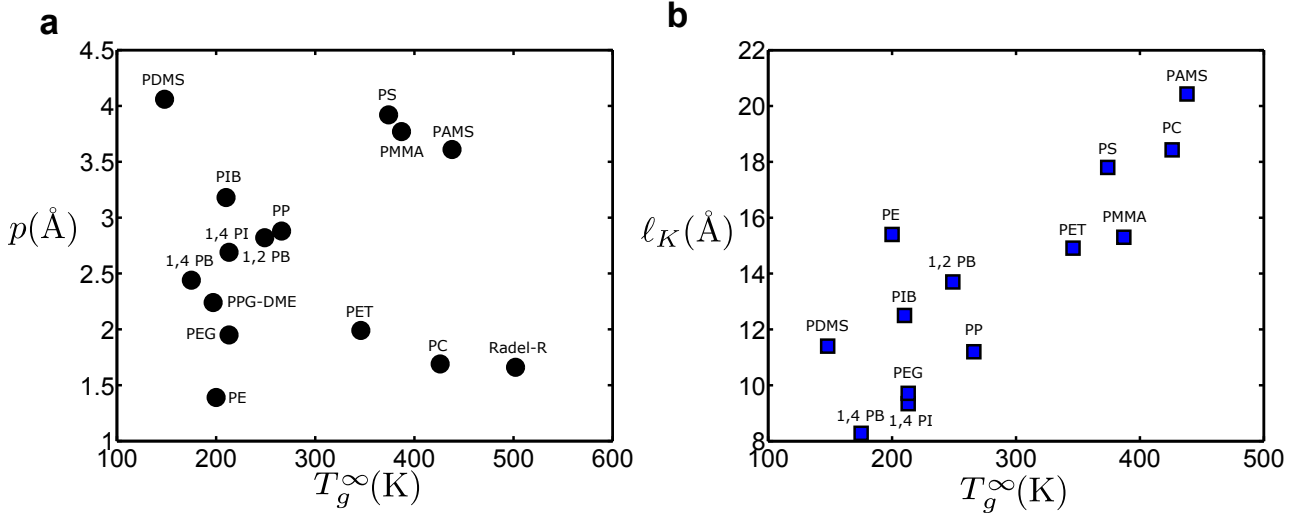 a
4.5
4
3.5
3
2.5
2
1.5
1
p(Å)
PDMS
PS
PMMA
PAMS
PIB
PP
1,4 PI
1,2 PB
1,4 PB
PPG-DME
PEG
PET
PC
Radel-R
PE
100 200 300 400 500 600
T_g^∞(K)
b
22
20
18
16
14
12
10
8
ℓ_K(Å)
PAMS
PC
PS
PE
PMMA
PET
1,2 PB
PIB
PDMS
PP
PEG
1,4 PB
1,4 PI
100 200 300 400 500
T_g^∞(K)